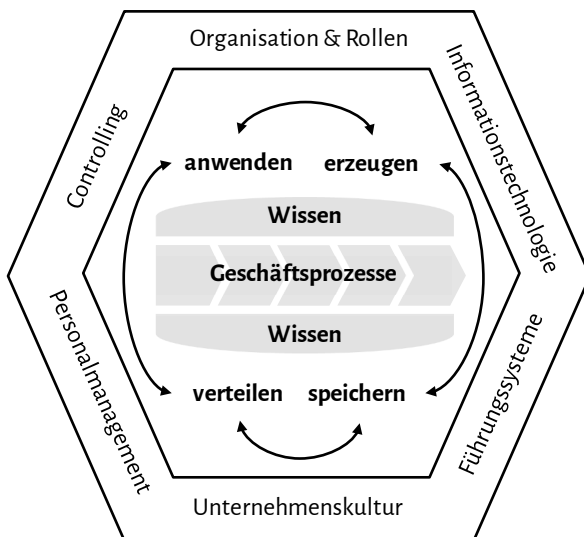 Organisation & Rollen
Controlling
Informationstechnologie
anwenden erzeugen
Wissen
Geschäftsprozesse
Wissen
verteilen speichern
Personalmanagement
Führungssysteme
Unternehmenskultur